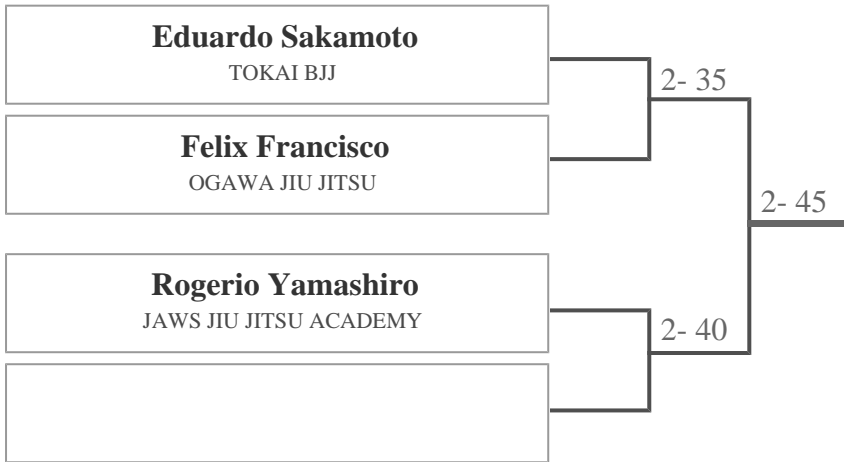 Eduardo Sakamoto
TOKAI BJJ
2- 35
Felix Francisco
OGAWA JIU JITSU
2- 45
Rogerio Yamashiro
JAWS JIU JITSU ACADEMY
2- 40